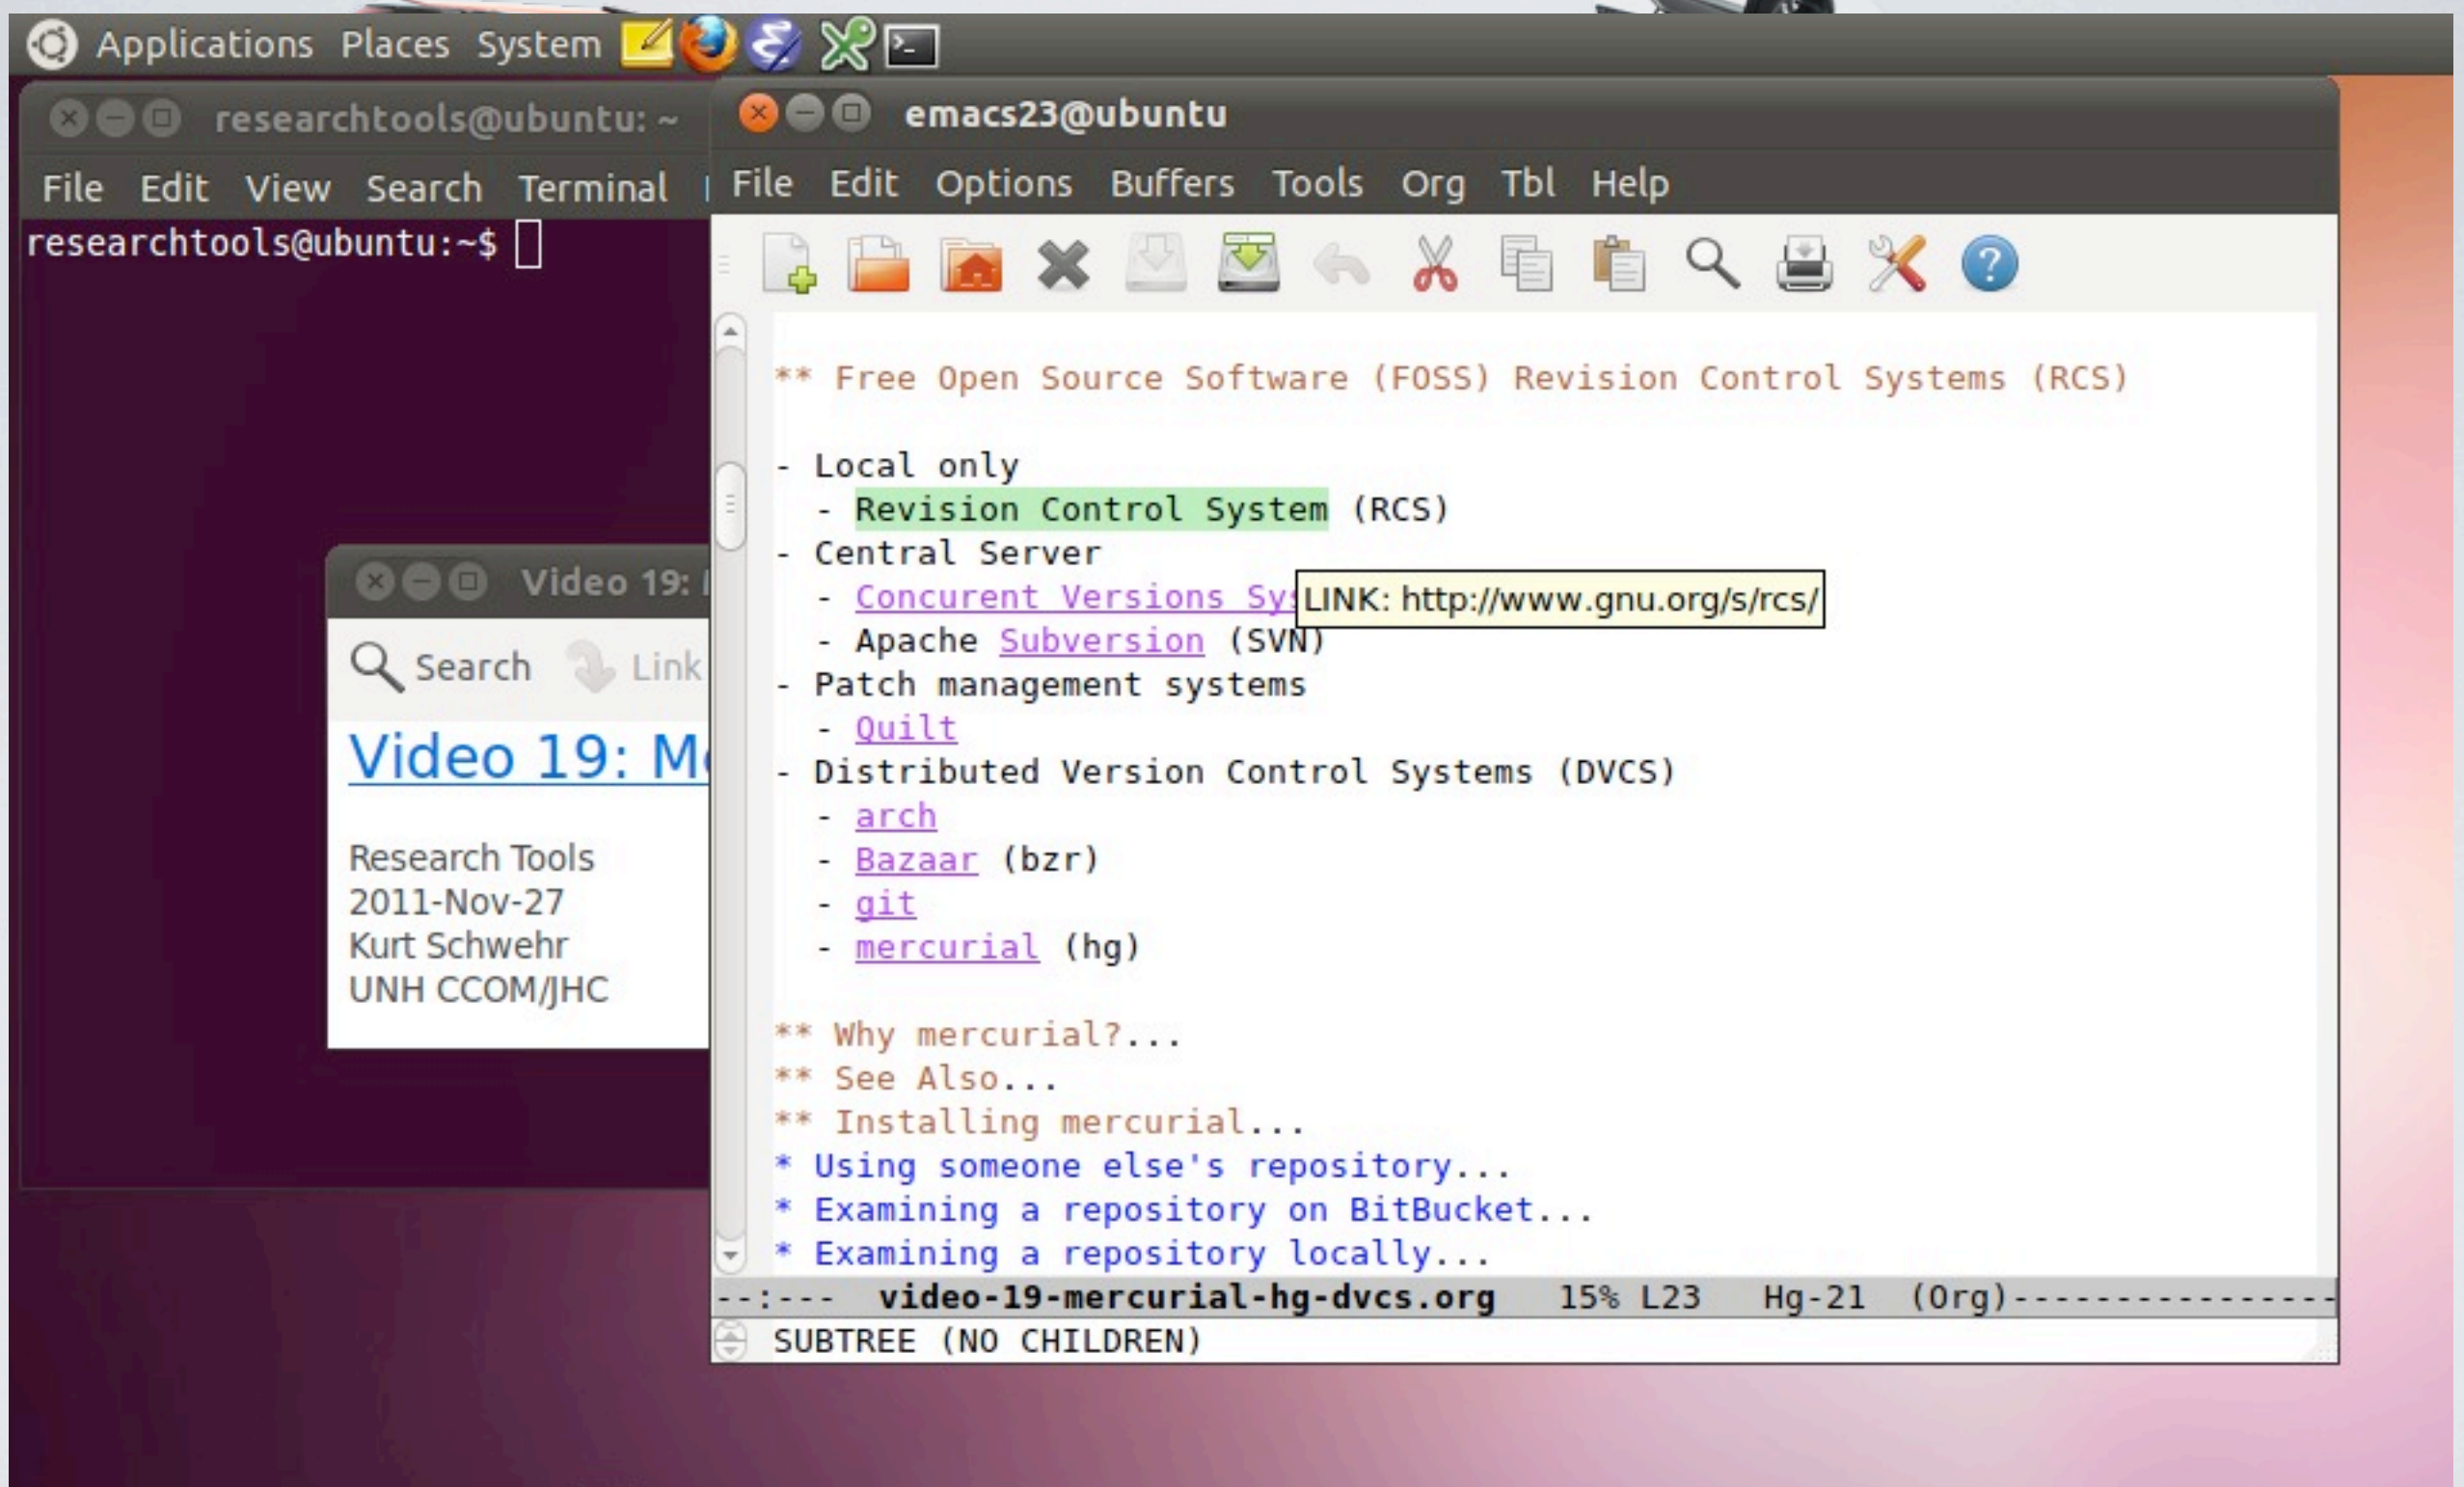 Applications Places System
researchtools@ubuntu: ~
File Edit View Search Terminal
researchtools@ubuntu:~$
Video 19:
Search Link
Video 19:
Research Tools
2011-Nov-27
Kurt Schwehr
UNH CCOM/JHC
emacs23@ubuntu
File Edit Options Buffers Tools Org Tbl Help
** Free Open Source Software (FOSS) Revision Control Systems (RCS)
- Local only
- Revision Control System (RCS)
- Central Server
- Concurent Versions
LINK: http://www.gnu.org/s/rcs/
- Apache Subversion (SVN)
- Patch management systems
- Quilt
- Distributed Version Control Systems (DVCS)
- arch
- Bazaar (bzr)
- git
- mercurial (hg)
** Why mercurial?...
** See Also...
** Installing mercurial...
* Using someone else's repository...
* Examining a repository on BitBucket...
* Examining a repository locally...
--:--- video-19-mercurial-hg-dvcs.org 15% L23 Hg-21 (Org)----------------
SUBTREE (NO CHILDREN)